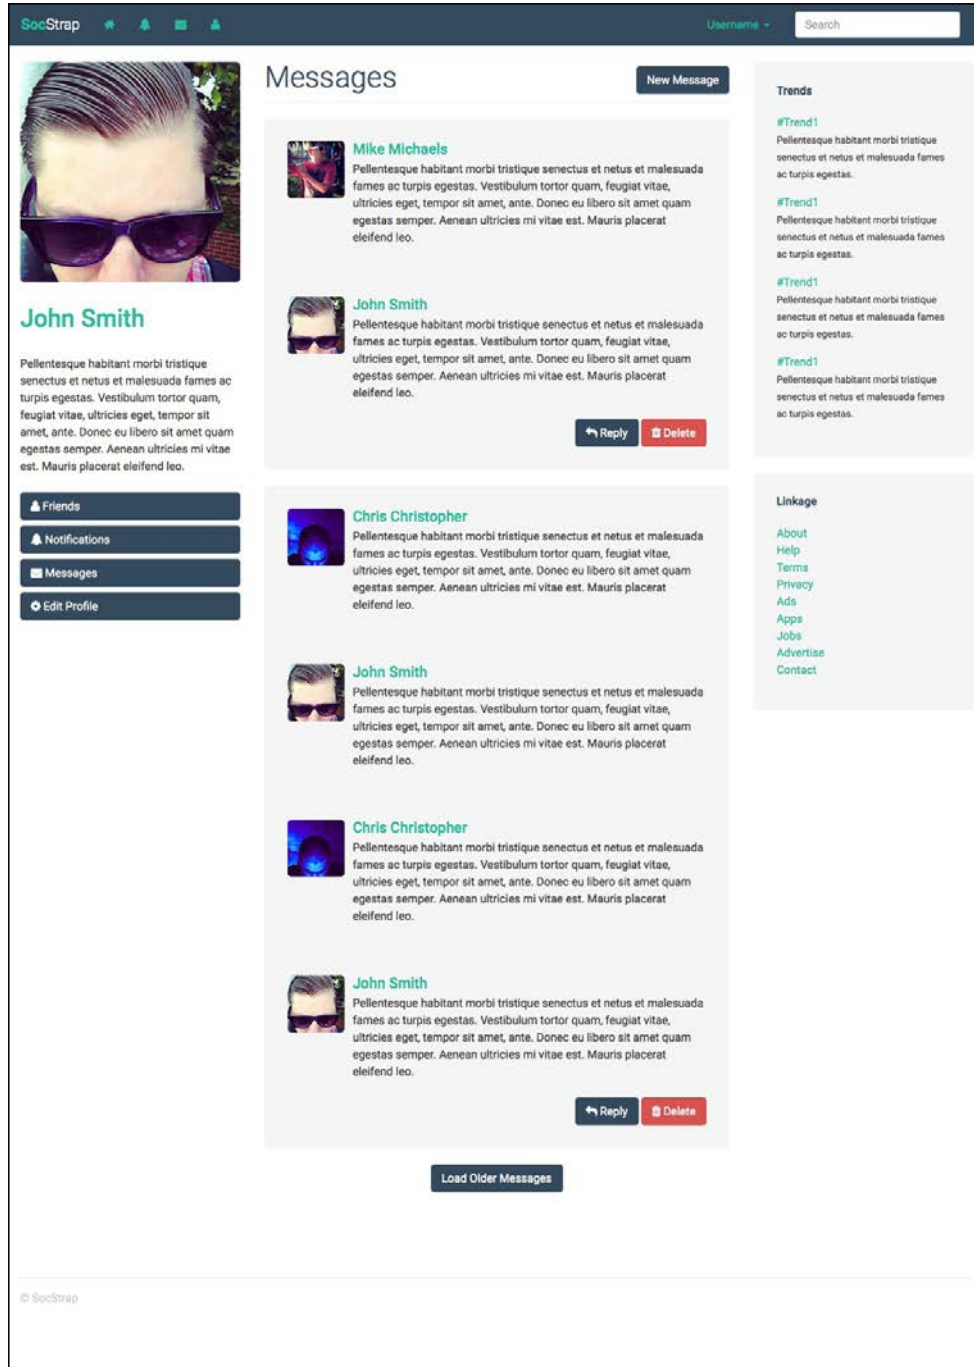 SocStrap
Username
Search
John Smith
Pellentesque habitant morbi tristique
senectus et netus et malesuada fames ac
turpis egestas. Vestibulum tortor quam,
feugiat vitae, ultricies eget, tempor sit
amet, ante. Donec eu libero sit amet quam
egestas semper. Aenean ultricies mi vitae
est. Mauris placerat eleifend leo.
Friends
Notifications
Messages
Edit Profile
Messages
New Message
Mike Michaels
Pellentesque habitant morbi tristique senectus et netus et malesuada
fames ac turpis egestas. Vestibulum tortor quam, feugiat vitae,
ultricies eget, tempor sit amet, ante. Donec eu libero sit amet quam
egestas semper. Aenean ultricies mi vitae est. Mauris placerat
eleifend leo.
John Smith
Pellentesque habitant morbi tristique senectus et netus et malesuada
fames ac turpis egestas. Vestibulum tortor quam, feugiat vitae,
ultricies eget, tempor sit amet, ante. Donec eu libero sit amet quam
egestas semper. Aenean ultricies mi vitae est. Mauris placerat
eleifend leo.
Reply Delete
Chris Christopher
Pellentesque habitant morbi tristique senectus et netus et malesuada
fames ac turpis egestas. Vestibulum tortor quam, feugiat vitae,
ultricies eget, tempor sit amet, ante. Donec eu libero sit amet quam
egestas semper. Aenean ultricies mi vitae est. Mauris placerat
eleifend leo.
John Smith
Pellentesque habitant morbi tristique senectus et netus et malesuada
fames ac turpis egestas. Vestibulum tortor quam, feugiat vitae,
ultricies eget, tempor sit amet, ante. Donec eu libero sit amet quam
egestas semper. Aenean ultricies mi vitae est. Mauris placerat
eleifend leo.
Chris Christopher
Pellentesque habitant morbi tristique senectus et netus et malesuada
fames ac turpis egestas. Vestibulum tortor quam, feugiat vitae,
ultricies eget, tempor sit amet, ante. Donec eu libero sit amet quam
egestas semper. Aenean ultricies mi vitae est. Mauris placerat
eleifend leo.
John Smith
Pellentesque habitant morbi tristique senectus et netus et malesuada
fames ac turpis egestas. Vestibulum tortor quam, feugiat vitae,
ultricies eget, tempor sit amet, ante. Donec eu libero sit amet quam
egestas semper. Aenean ultricies mi vitae est. Mauris placerat
eleifend leo.
Reply Delete
Load Older Messages
Trends
#Trend1
Pellentesque habitant morbi tristique
senectus et netus et malesuada fames
ac turpis egestas.
#Trend1
Pellentesque habitant morbi tristique
senectus et netus et malesuada fames
ac turpis egestas.
#Trend1
Pellentesque habitant morbi tristique
senectus et netus et malesuada fames
ac turpis egestas.
#Trend1
Pellentesque habitant morbi tristique
senectus et netus et malesuada fames
ac turpis egestas.
Linkage
About
Help
Terms
Privacy
Ads
Apps
Jobs
Advertise
Contact
© SocStrap